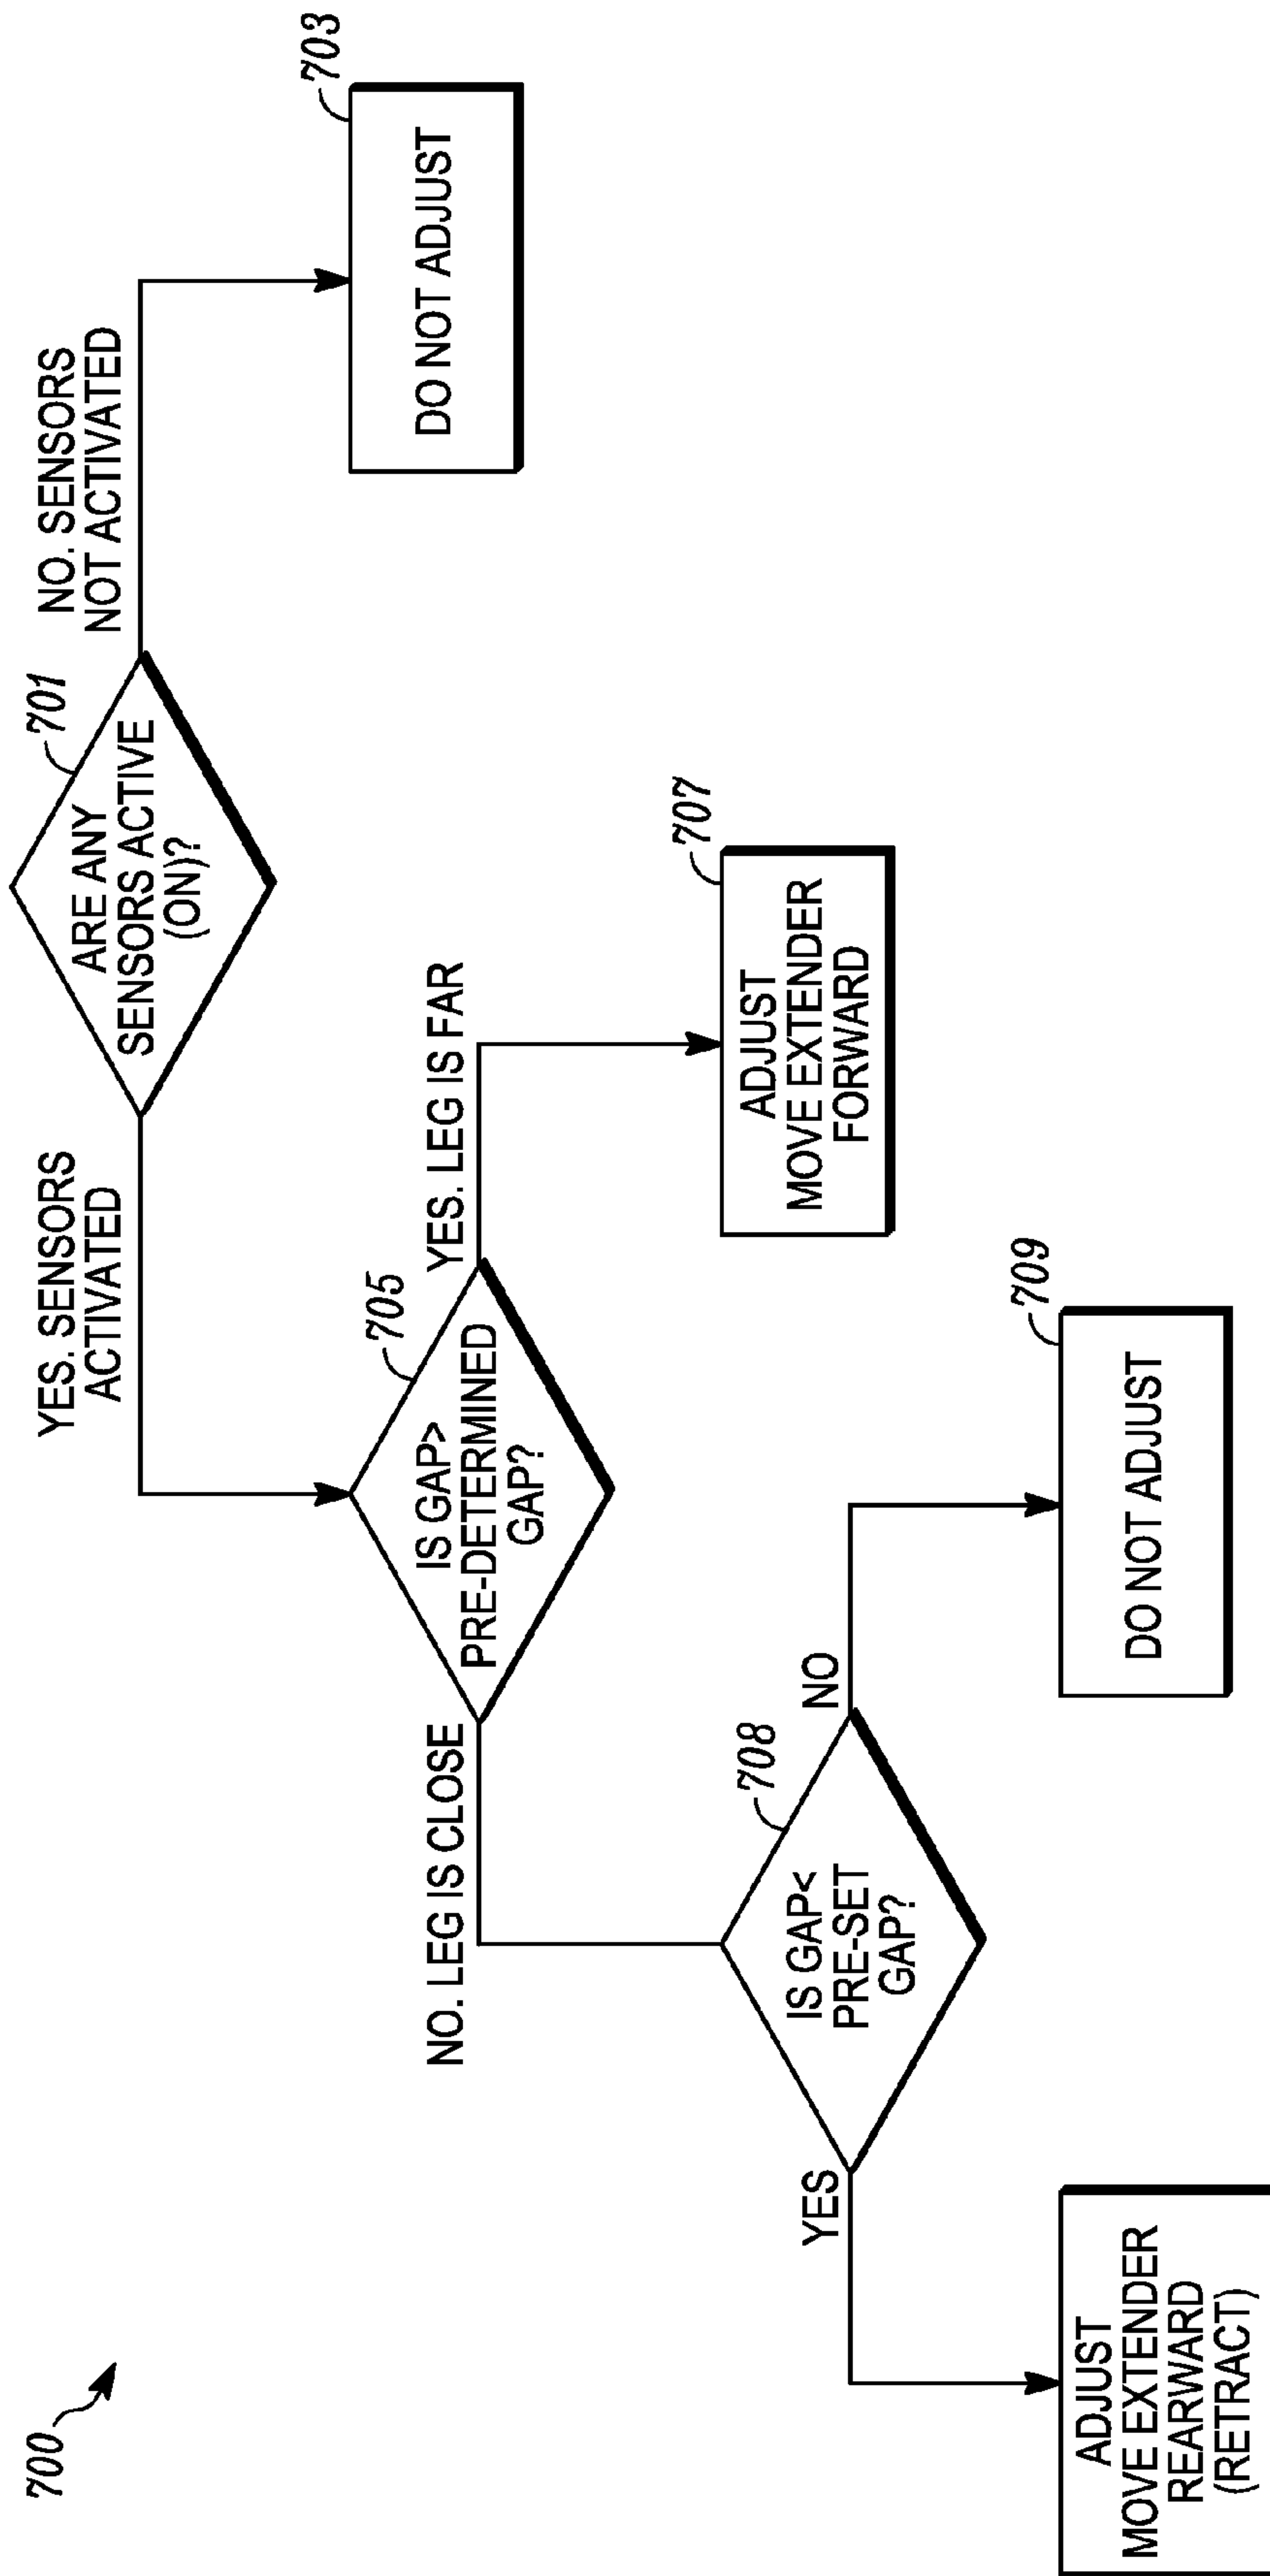 700
701
ARE ANY
SENSORS ACTIVE
(ON)?
YES. SENSORS
ACTIVATED
NO. SENSORS
NOT ACTIVATED
703
DO NOT ADJUST
705
IS GAP>
PRE-DETERMINED
GAP?
NO. LEG IS CLOSE
YES. LEG IS FAR
707
ADJUST
MOVE EXTENDER
FORWARD
708
IS GAP<
PRE-SET
GAP?
YES
NO
709
DO NOT ADJUST
ADJUST
MOVE EXTENDER
REARWARD
(RETRACT)